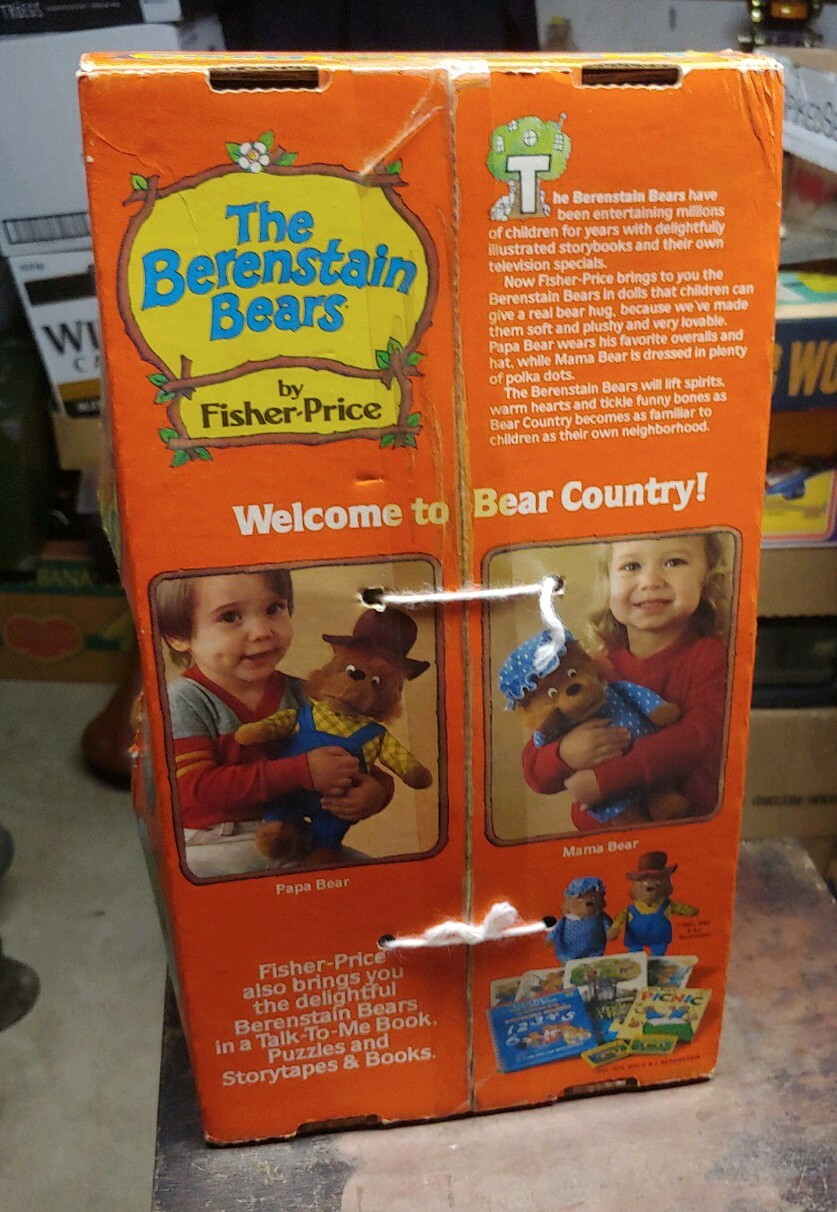 The
Berenstain
Bears
by
Fisher-Price
The Berenstain Bears have
been entertaining millions
of children for years with delightfully
illustrated storybooks and their own
television specials.
Now Fisher-Price brings to you the
Berenstain Bears in dolls that children can
give a real bear hug, because we've made
them soft and plushy and very lovable.
Papa Bear wears his favorite overalls and
hat, while Mama Bear is dressed in plenty
of polka dots.
The Berenstain Bears will lift spirits,
warm hearts and tickle funny bones as
Bear Country becomes as familiar to
children as their own neighborhood.
Welcome to Bear Country!
Papa Bear
Mama Bear
Fisher-Price
also brings you
the delightful
Berenstain Bears
in a Talk-To-Me Book,
Puzzles and
Storytapes & Books.
PICNIC
12345
WI
C
BANA
WO